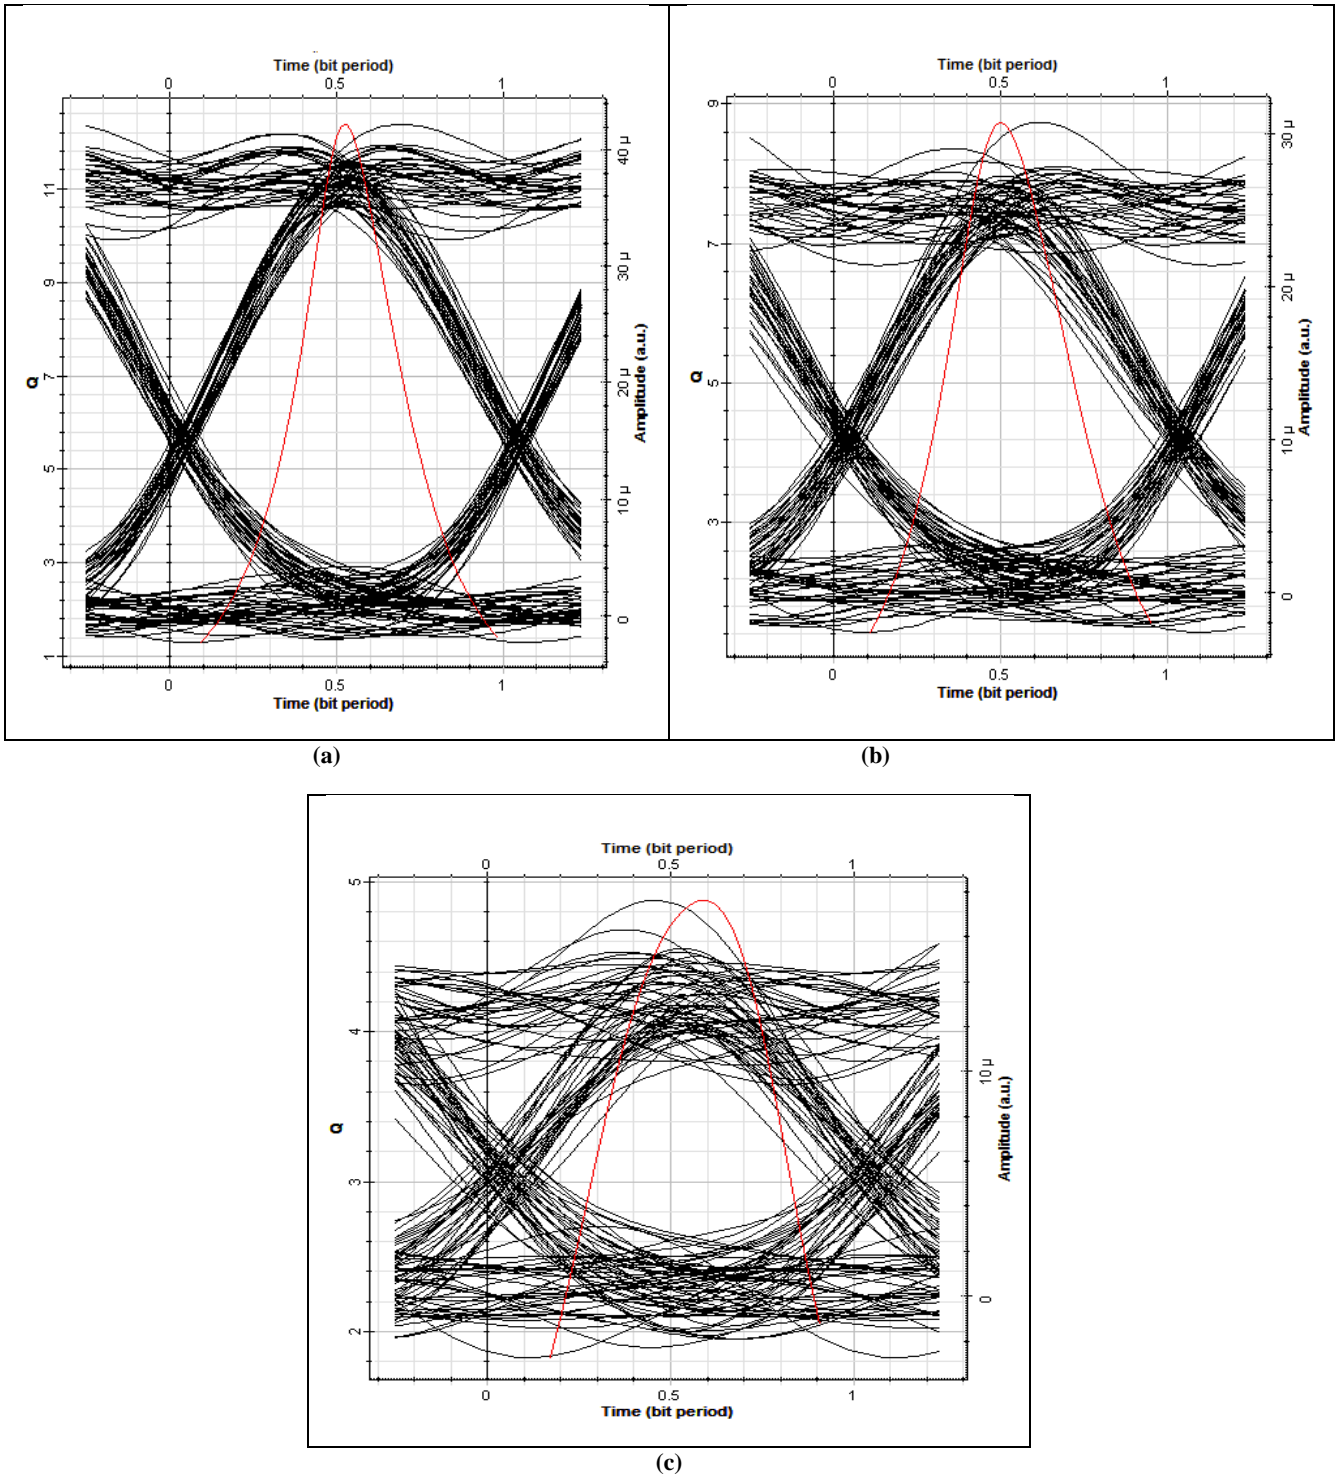 Time (bit period)
0 0.5 1
Q
11
9
7
5
3
1
40 µ
30 µ
20 µ
10 µ
0
Amplitude (a.u.)
0 0.5 1
Time (bit period)
(a)
Time (bit period)
0 0.5 1
Q
9
7
5
3
30 µ
20 µ
10 µ
0
Amplitude (a.u.)
0 0.5 1
Time (bit period)
(b)
Time (bit period)
0 0.5 1
Q
5
4
3
2
10 µ
0
Amplitude (a.u.)
0 0.5 1
Time (bit period)
(c)